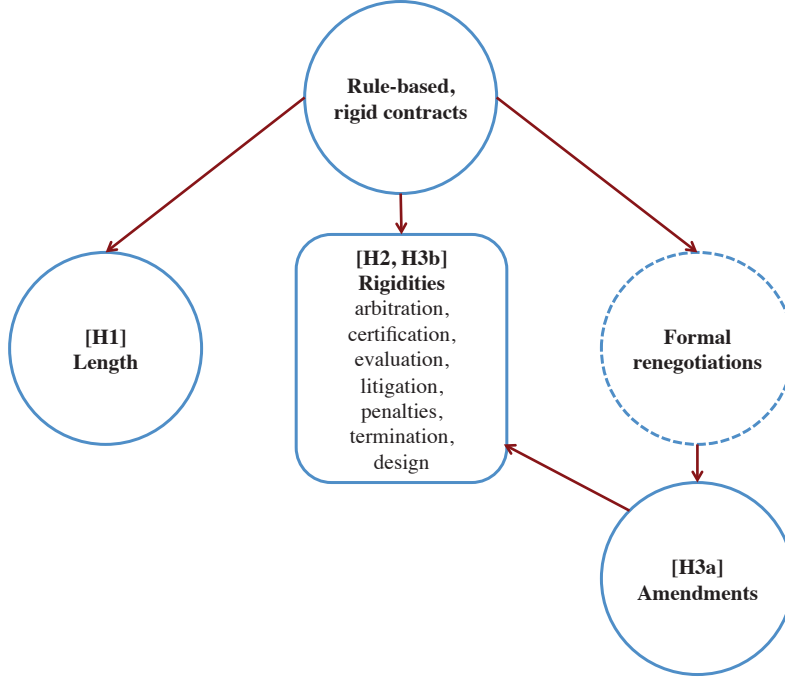 Rule-based,
rigid contracts
[H2, H3b]
Rigidities
arbitration,
certification,
evaluation,
litigation,
penalties,
termination,
design
[H1]
Length
Formal
renegotiations
[H3a]
Amendments